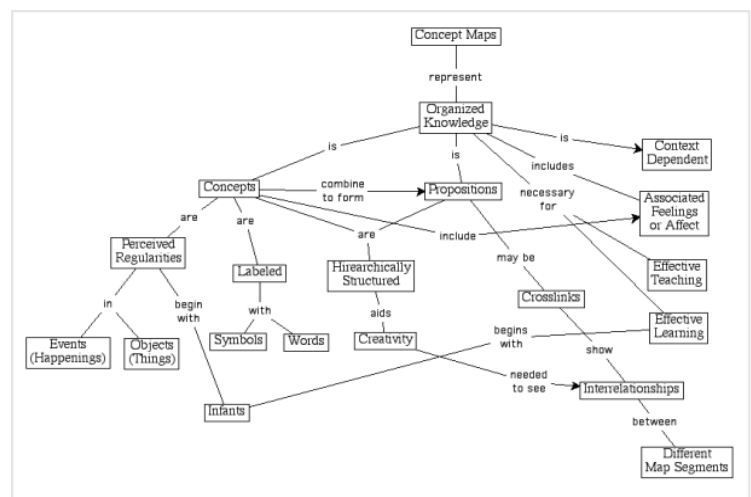 Concept Maps
represent
Organized
Knowledge
is
is
is
includes
Context
Dependent
Concepts
combine
to form
Propositions
necessary
for
Associated
Feelings
or Affect
are
are
are
include
Perceived
Regularities
Labeled
Hirearchically
Structured
may be
Effective
Teaching
Crosslinks
in
begin
with
with
aids
begins
with
Effective
Learning
Events
(Happenings)
Objects
(Things)
Symbols
Words
Creativity
show
needed
to see
Interrelationships
Infants
between
Different
Map Segments